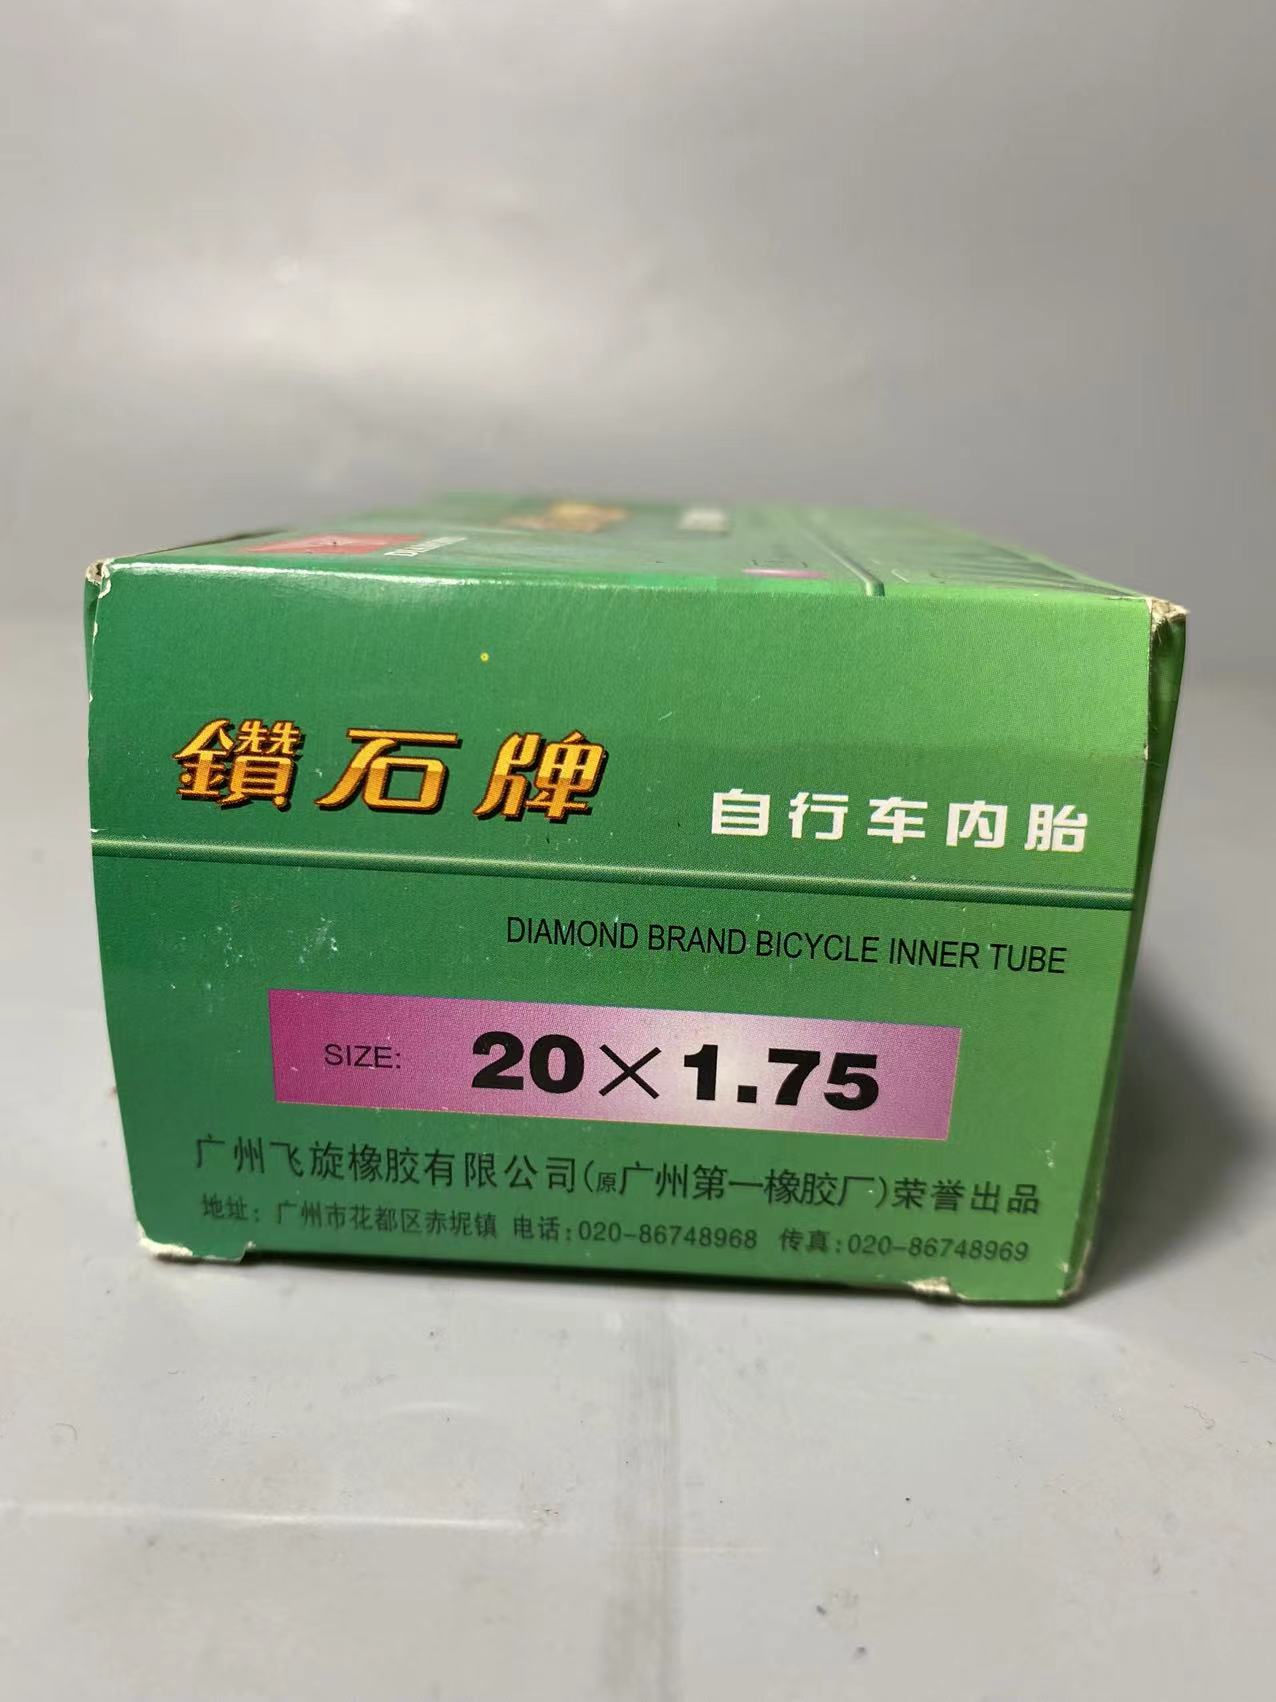 DIAMOND
鑽石牌 自行车内胎
DIAMOND BRAND BICYCLE INNER TUBE
SIZE: 20×1.75
广州飞旋橡胶有限公司(原广州第一橡胶厂)荣誉出品
地址: 广州市花都区赤坭镇 电话:020-86748968 传真:020-86748969